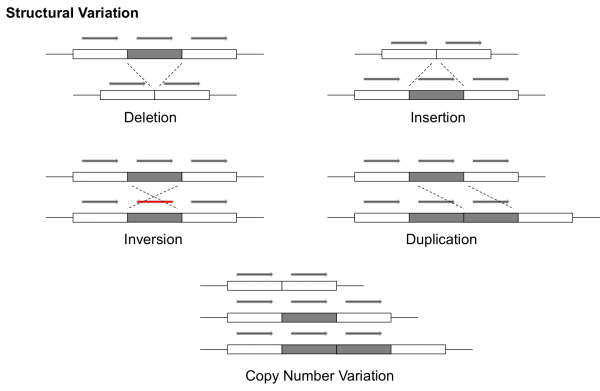 Structural Variation
Deletion
Insertion
Inversion
Duplication
Copy Number Variation